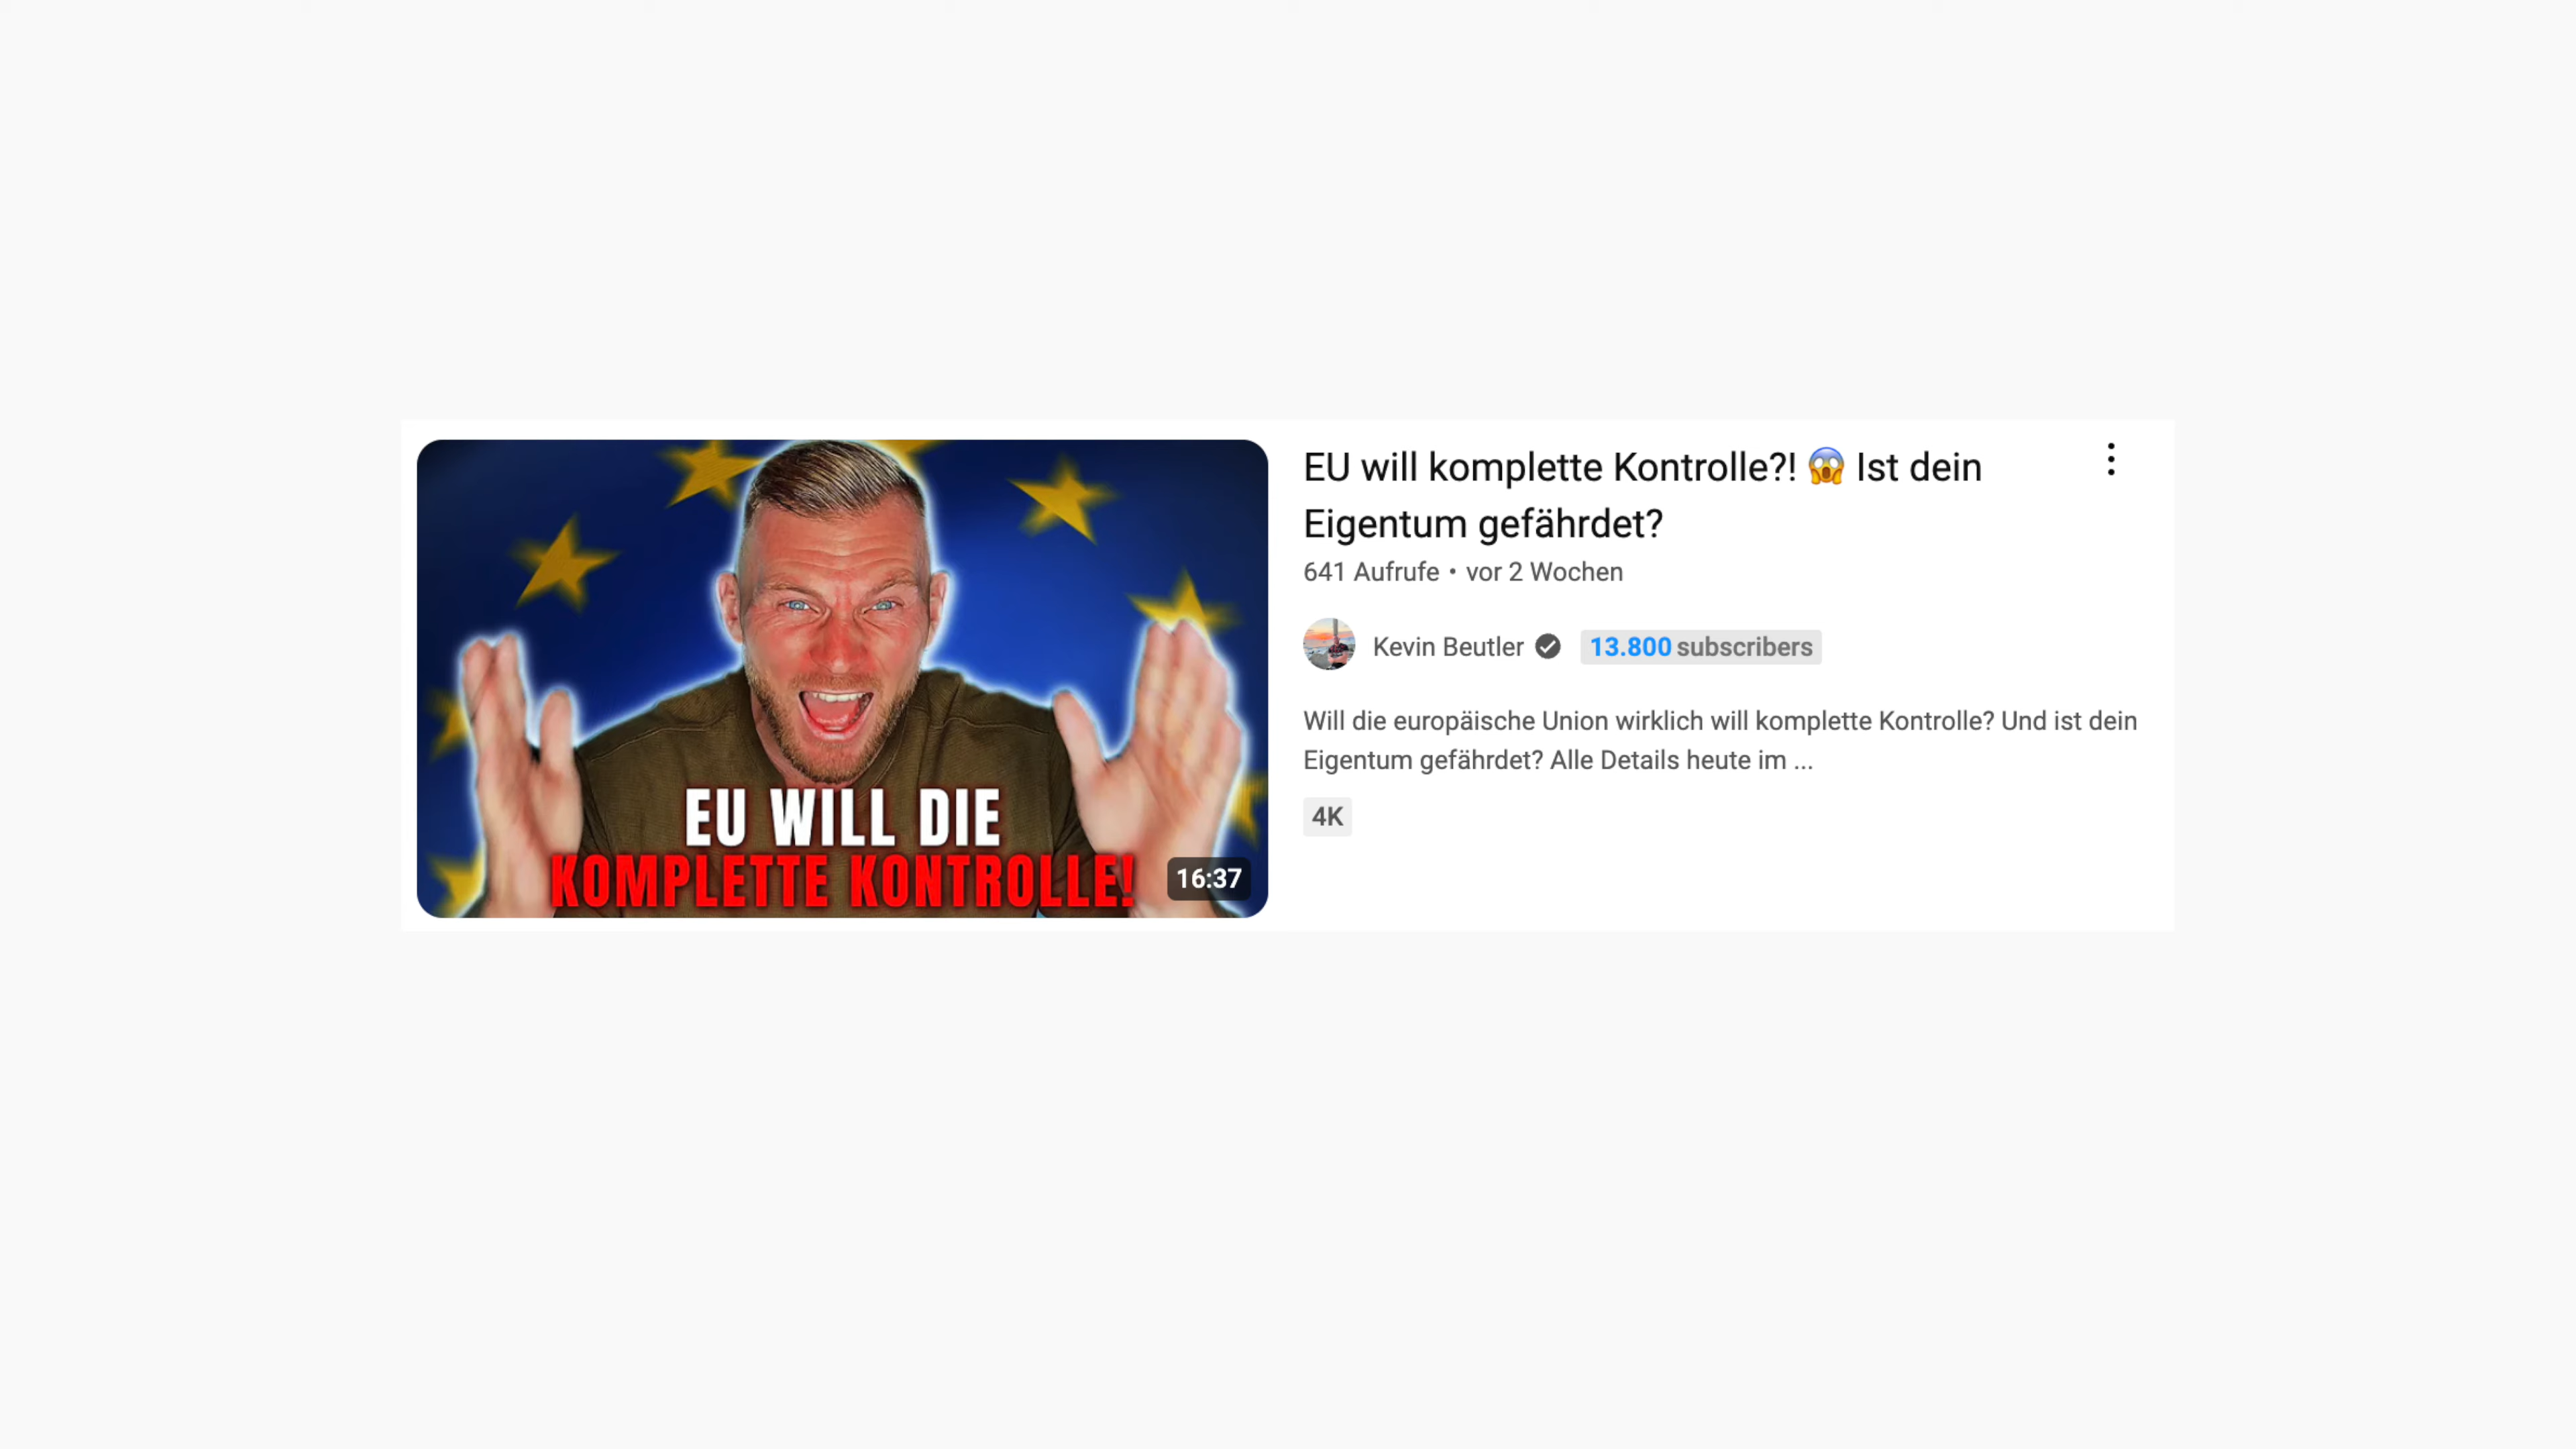 EU WILL DIE
KOMPLETTE KONTROLLE!
16:37
EU will komplette Kontrolle?! 😱 Ist dein
Eigentum gefährdet?
641 Aufrufe • vor 2 Wochen
Kevin Beutler
13.800 subscribers
Will die europäische Union wirklich will komplette Kontrolle? Und ist dein
Eigentum gefährdet? Alle Details heute im ...
4K